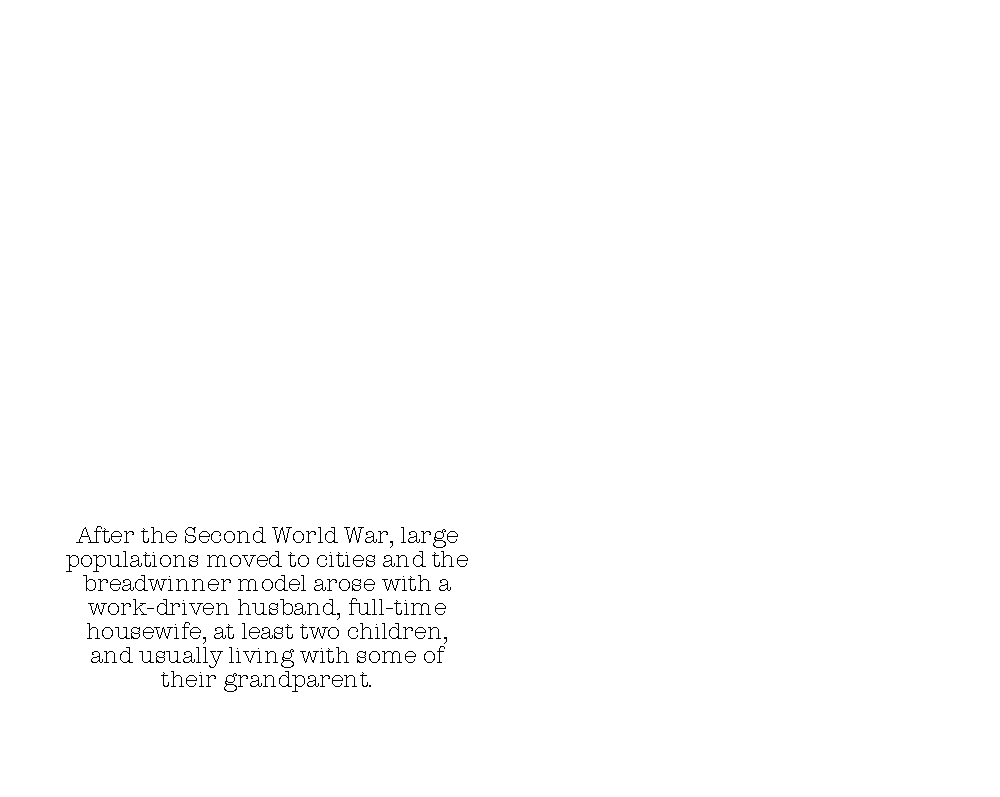 After the Second World War, large
populations moved to cities and the
breadwinner model arose with a
work-driven husband, full-time
housewife, at least two children,
and usually living with some of
their grandparent.